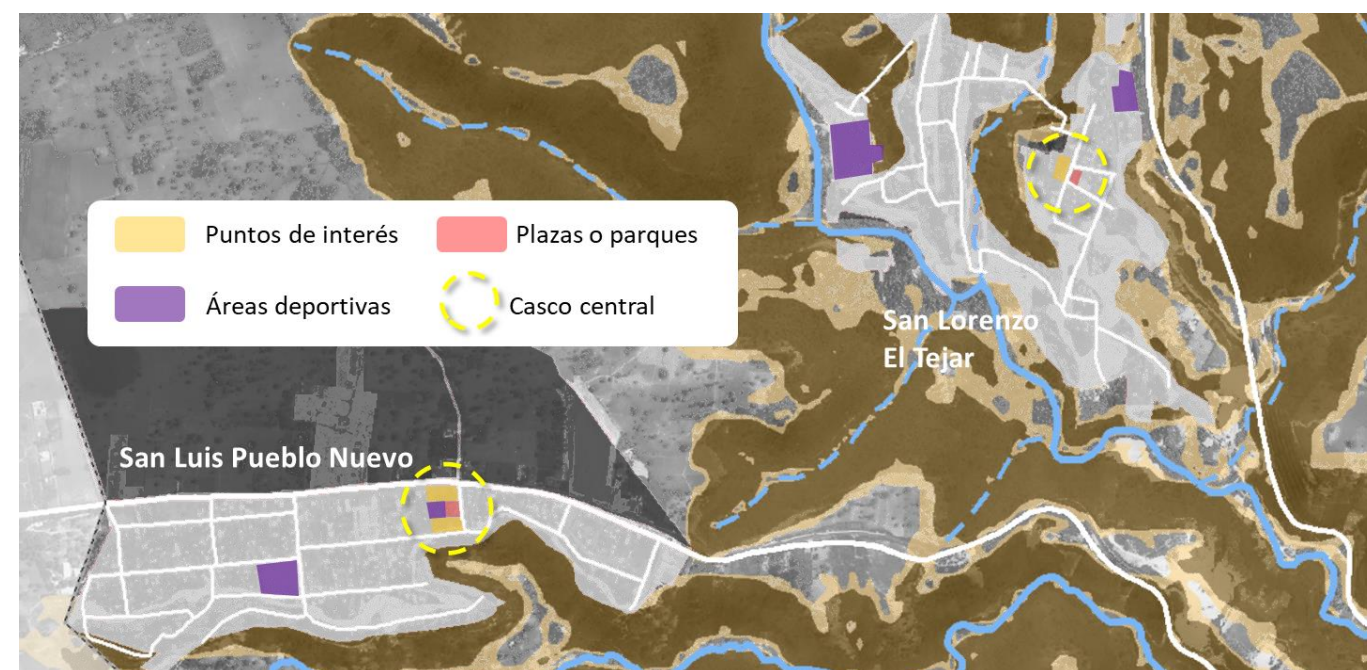 Puntos de interés
Plazas o parques
Áreas deportivas
Casco central
San Lorenzo
El Tejar
San Luis Pueblo Nuevo